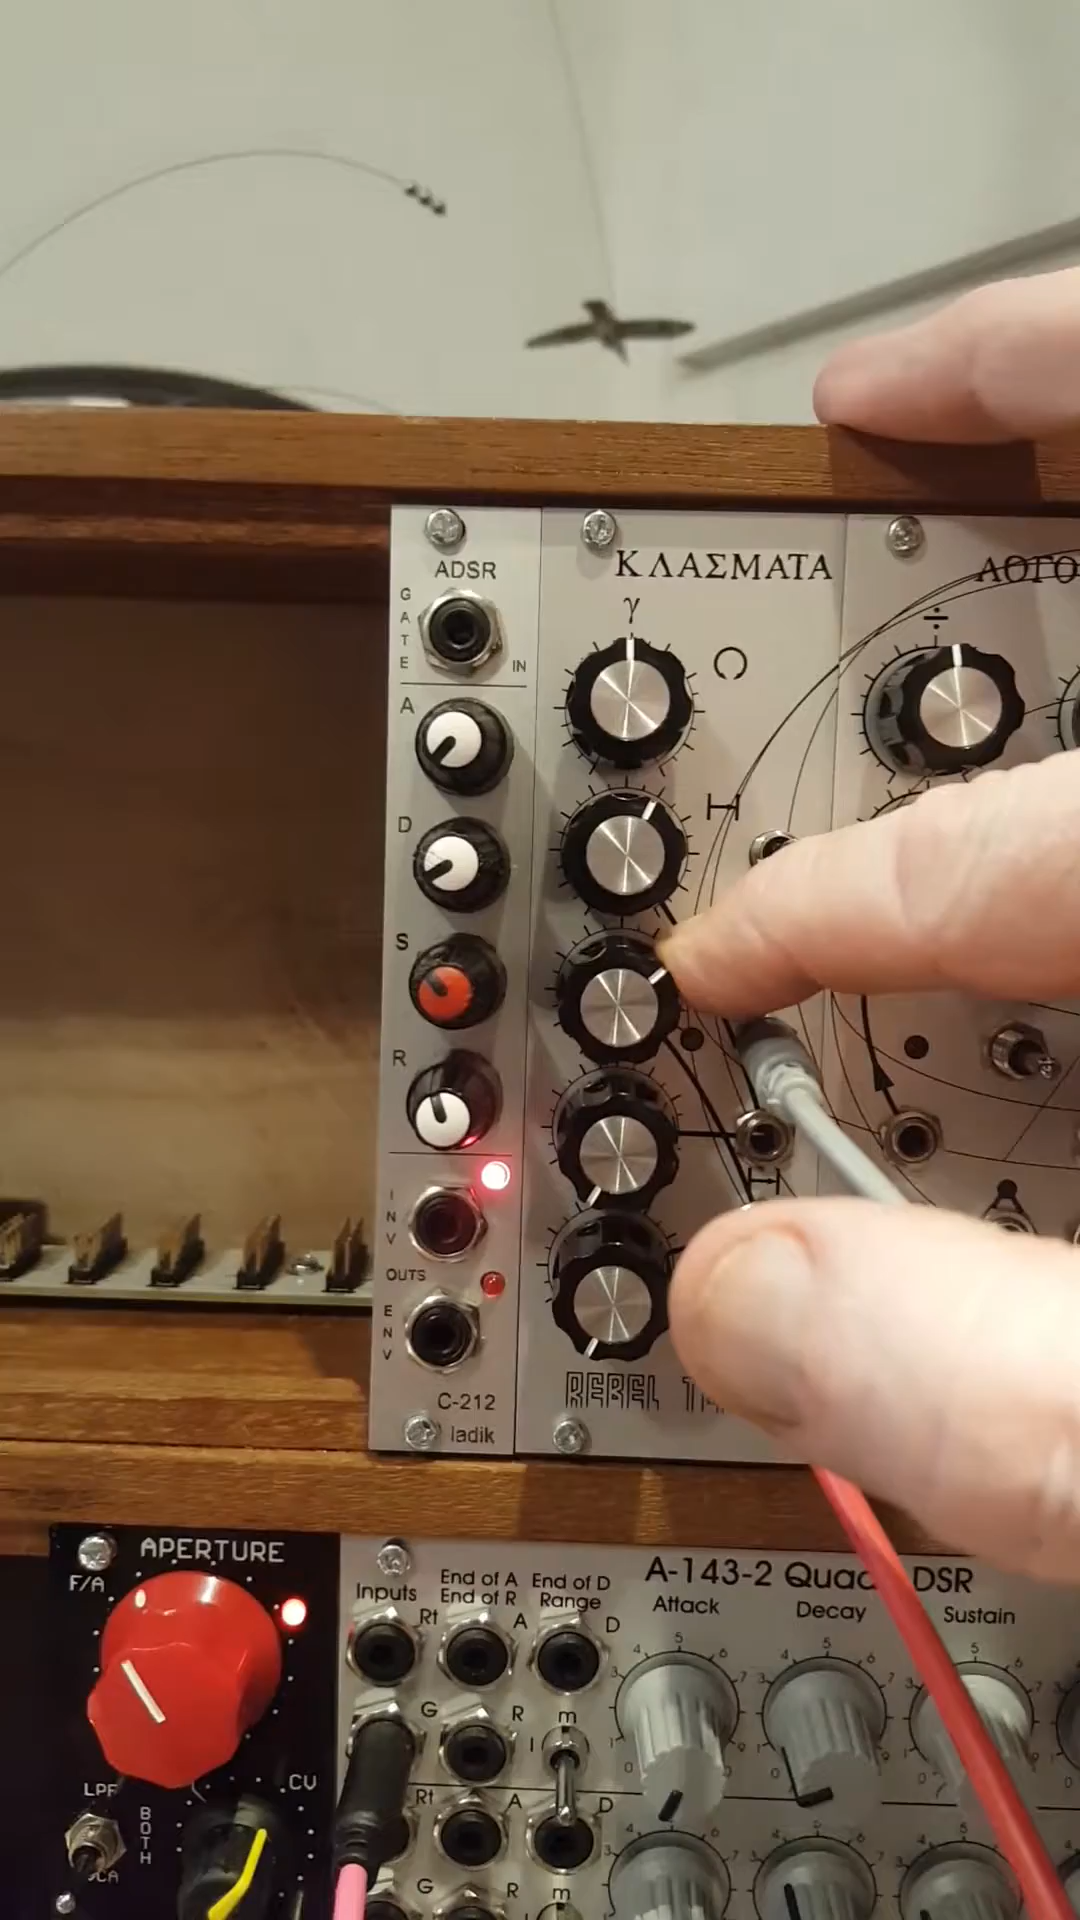 ADSR
GATE
IN
A
D
S
R
INV
OUTS
ENV
C-212
ladik
ΚΛΑΣΜΑΤΑ
γ
REBEL
÷
APERTURE
F/A
CV
LPF
BOTH
A-143-2
Inputs
End of A
End of R
End of D
Range
Attack
Decay
Sustain
Rt
A
D
G
R
m
Rt
A
D
G
R
m